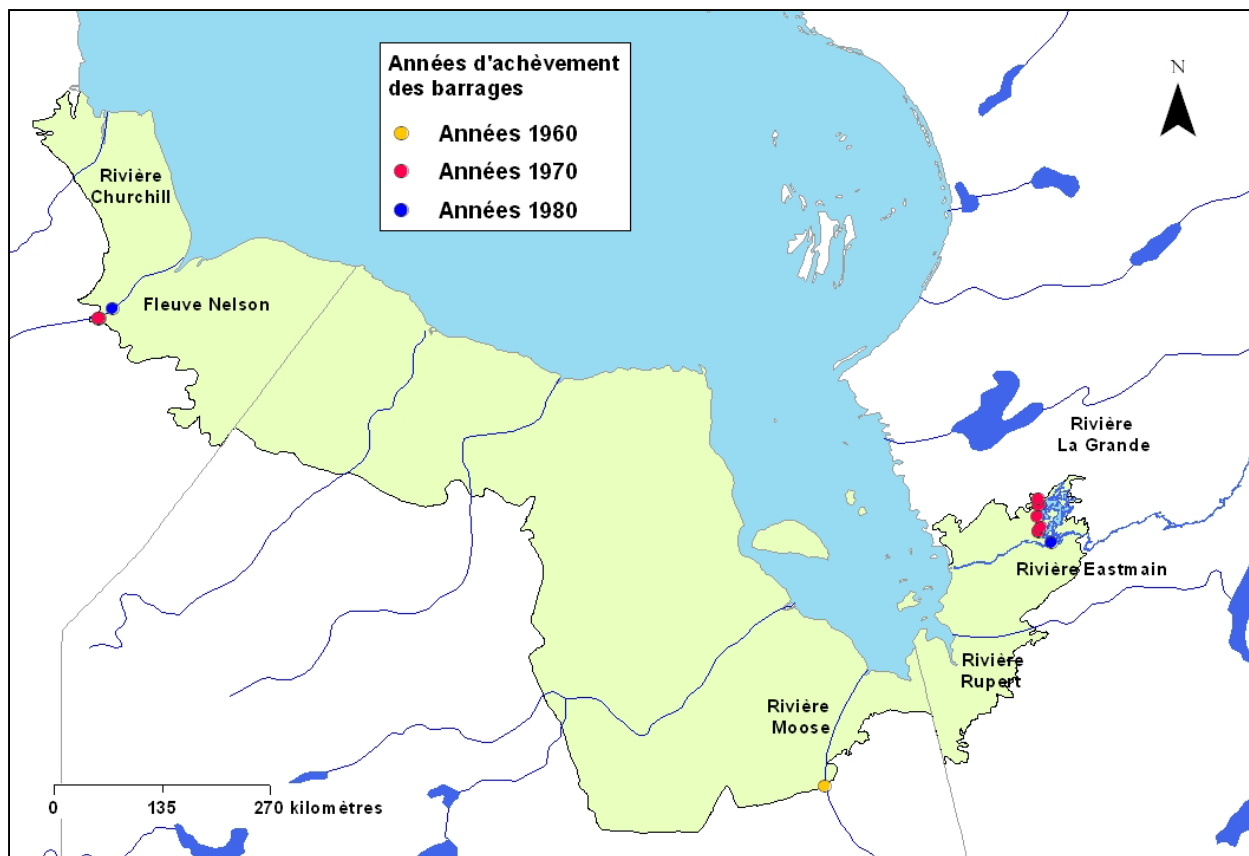 Années d'achèvement
des barrages
Années 1960
Années 1970
Années 1980
N
Rivière
Churchill
Fleuve Nelson
Rivière
La Grande
Rivière Eastmain
Rivière
Rupert
Rivière
Moose
0 135 270 kilomètres